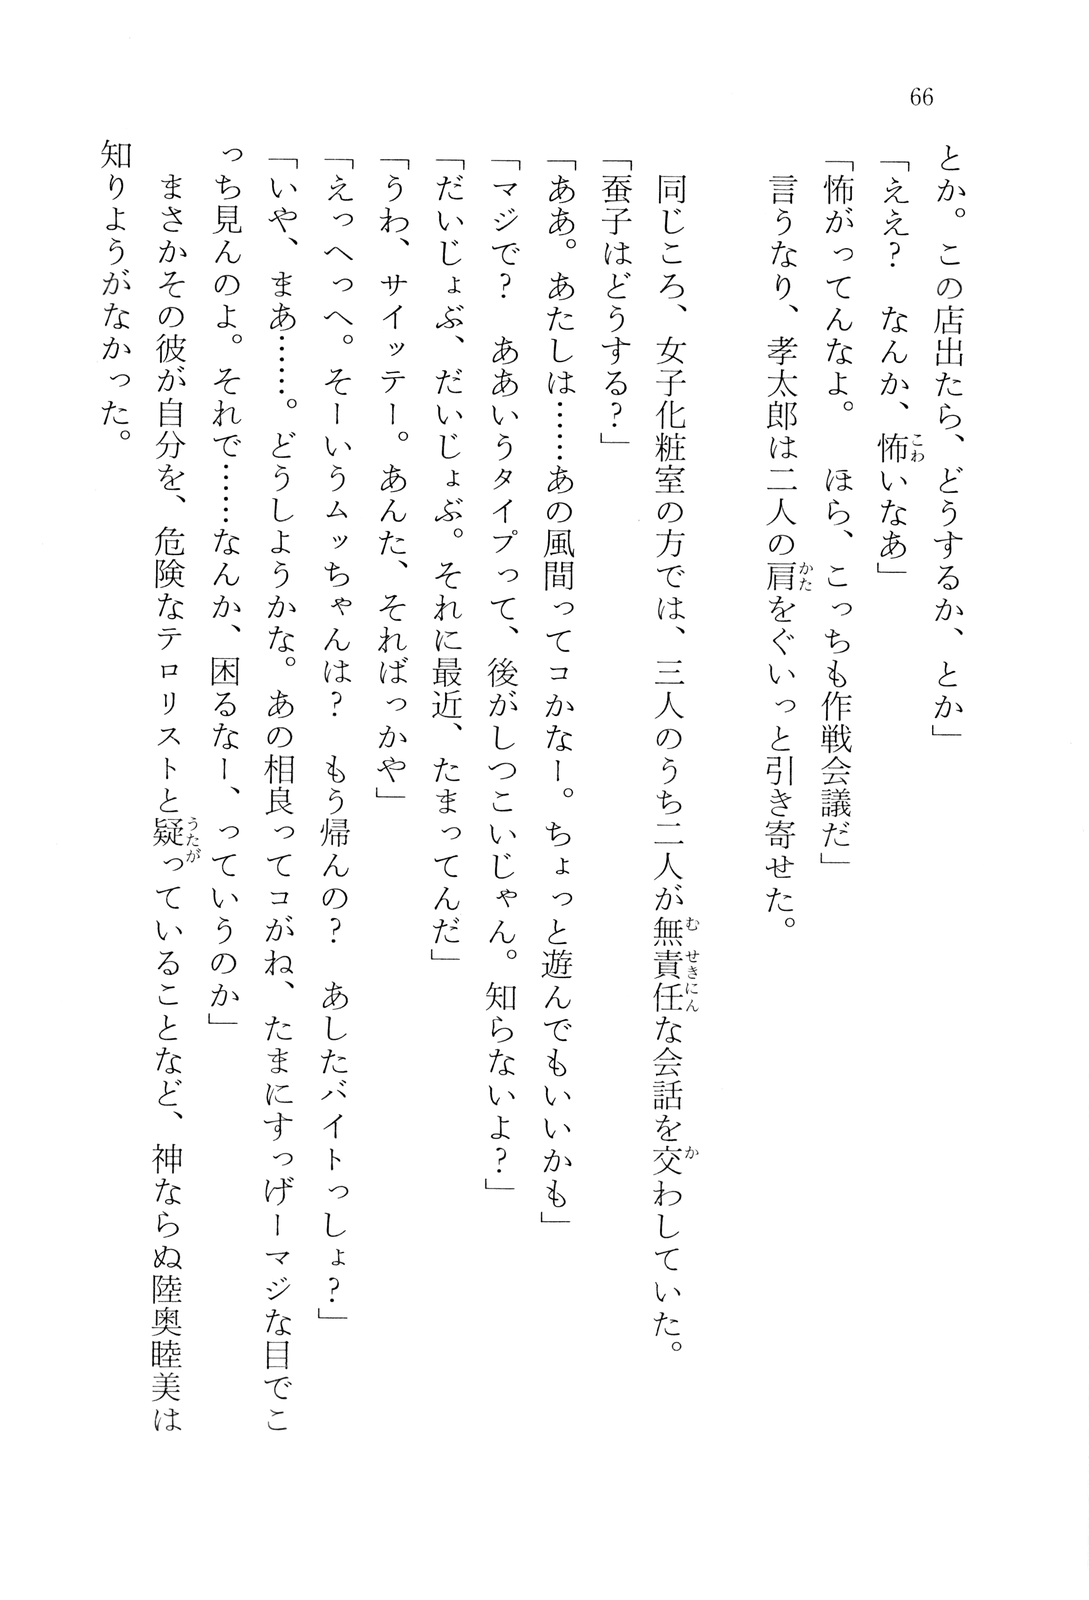 66
とか。この店出たら、どうするか、とか」
「ええ？　なんか、怖いなあ」
「怖がってんなよ。　ほら、こっちも作戦会議だ」
　言うなり、孝太郎は二人の肩をぐいっと引き寄せた。
　同じころ、女子化粧室の方では、三人のうち二人が無責任な会話を交わしていた。
「蚕子はどうする？」
「ああ。あたしは……あの風間ってコかなー。ちょっと遊んでもいいかも」
「マジで？　ああいうタイプって、後がしつこいじゃん。知らないよ？」
「だいじょぶ、だいじょぶ。それに最近、たまってんだ」
「うわ、サイッテー。あんた、そればっかや」
「えっへっへ。そーいうムッちゃんは？　もう帰んの？　あしたバイトっしょ？」
「いや、まあ……。どうしようかな。あの相良ってコがね、たまにすっげーマジな目でこ
っち見んのよ。それで……なんか、困るなー、っていうのか」
　まさかその彼が自分を、危険なテロリストと疑っていることなど、神ならぬ陸奥睦美は
知りようがなかった。